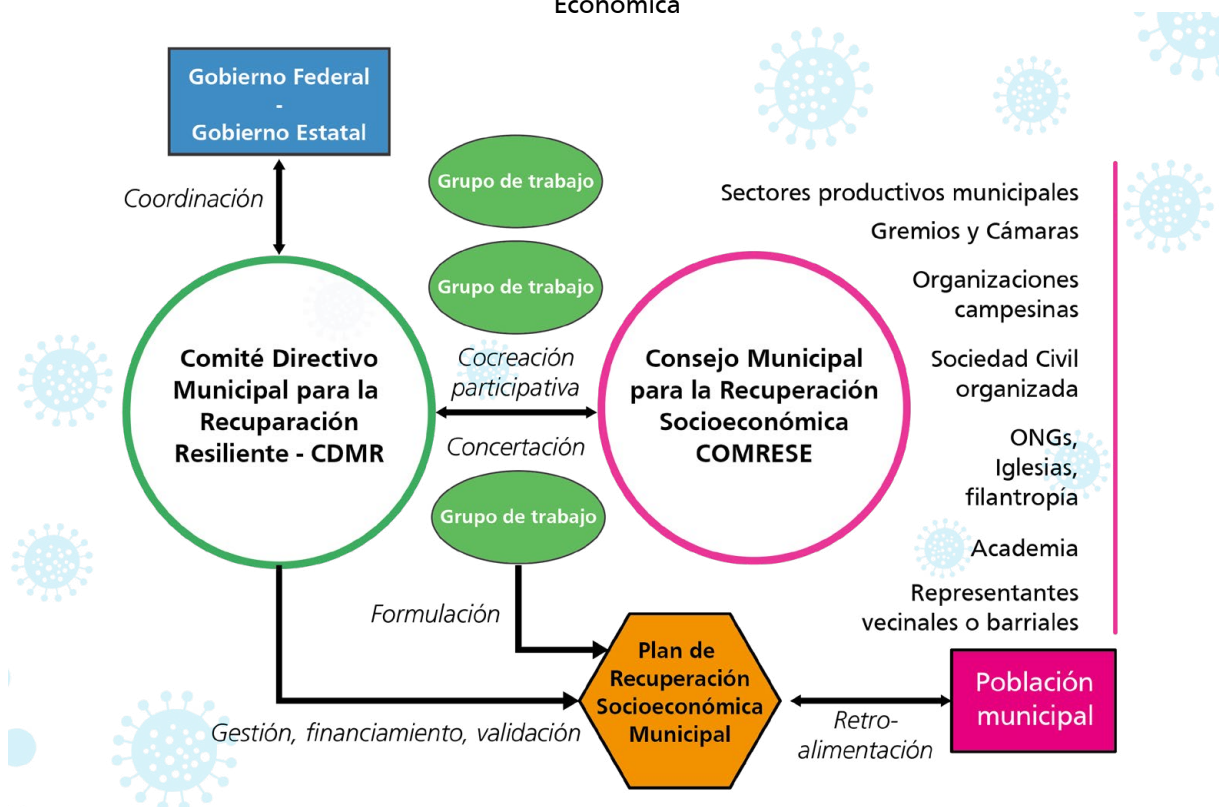 Económica
Gobierno Federal
-
Gobierno Estatal
Coordinación
Grupo de trabajo
Grupo de trabajo
Comité Directivo
Municipal para la
Recuparación
Resiliente - CDMR
Cocreación
participativa
Concertación
Grupo de trabajo
Consejo Municipal
para la Recuperación
Socioeconómica
COMRESE
Sectores productivos municipales
Gremios y Cámaras
Organizaciones
campesinas
Sociedad Civil
organizada
ONGs,
Iglesias,
filantropía
Academia
Representantes
vecinales o barriales
Formulación
Gestión, financiamiento, validación
Plan de
Recuperación
Socioeconómica
Municipal
Retro-
alimentación
Población
municipal